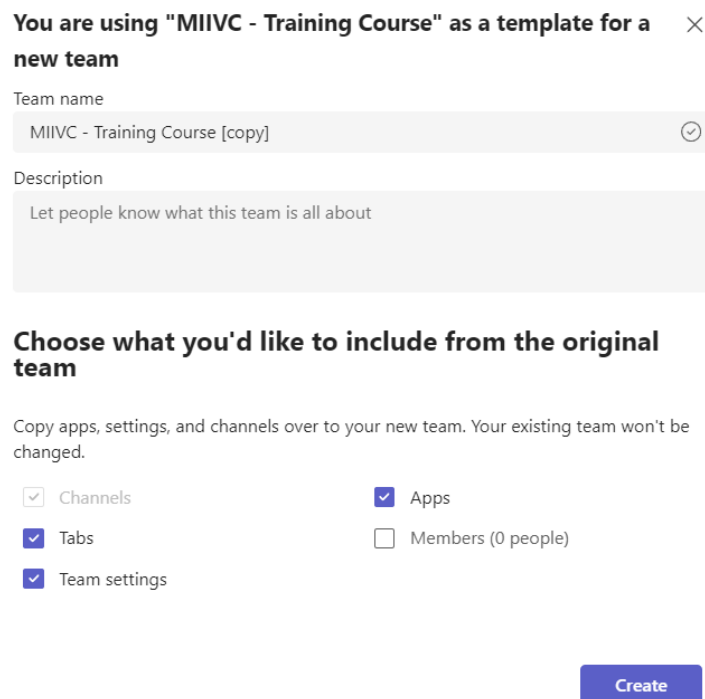 You are using "MIIVC - Training Course" as a template for a
new team
Team name
MIIVC - Training Course [copy]
Description
Let people know what this team is all about
Choose what you'd like to include from the original
team
Copy apps, settings, and channels over to your new team. Your existing team won't be
changed.
Channels
Apps
Tabs
Members (0 people)
Team settings
Create